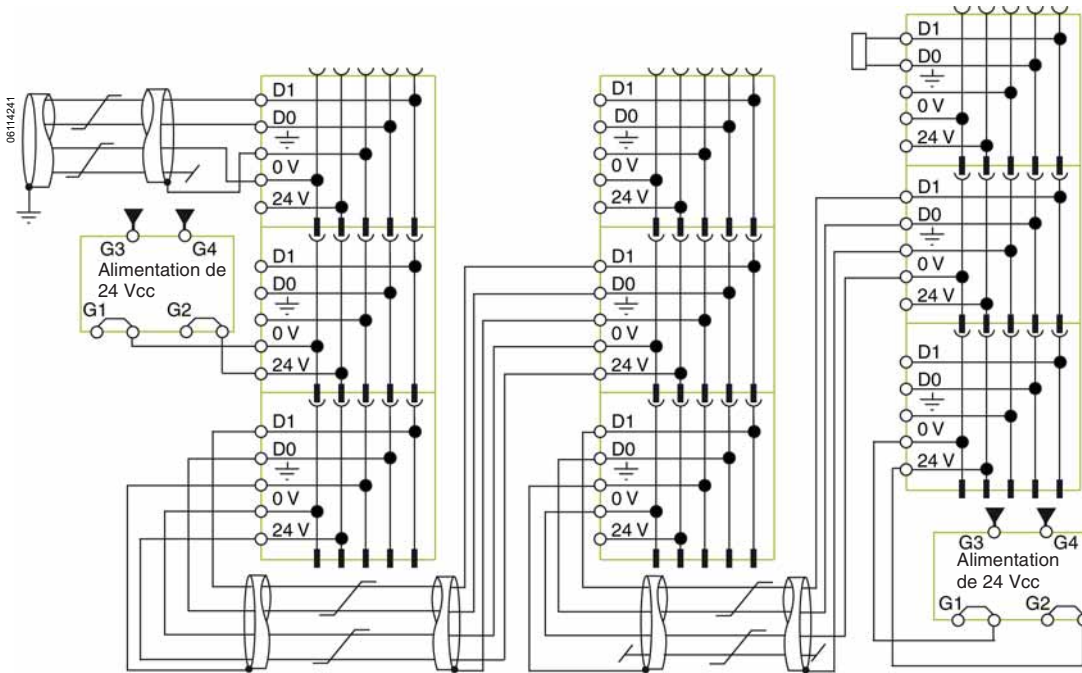 06114241
D1
D0
0 V
24 V
D1
D0
0 V
24 V
D1
D0
0 V
24 V
G3 G4
Alimentation de
24 Vcc
G1 G2
D1
D0
0 V
24 V
D1
D0
0 V
24 V
D1
D0
0 V
24 V
D1
D0
0 V
24 V
D1
D0
0 V
24 V
D1
D0
0 V
24 V
G3 G4
Alimentation
de 24 Vcc
G1 G2